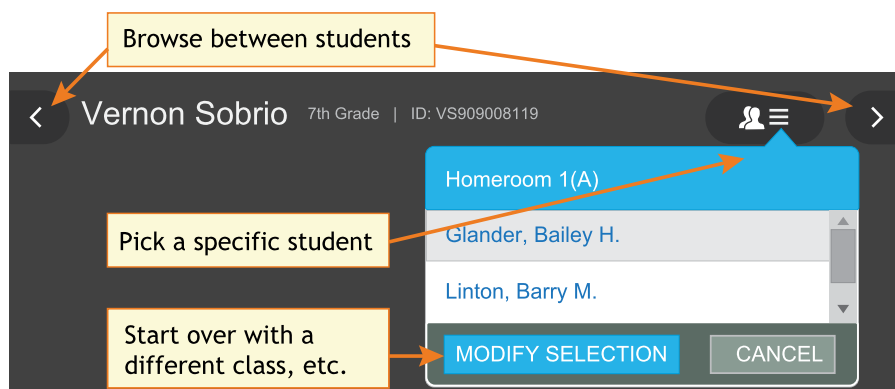 Browse between students
Vernon Sobrio 7th Grade | ID: VS909008119
Homeroom 1(A)
Pick a specific student
Glander, Bailey H.
Linton, Barry M.
Start over with a
different class, etc.
MODIFY SELECTION CANCEL